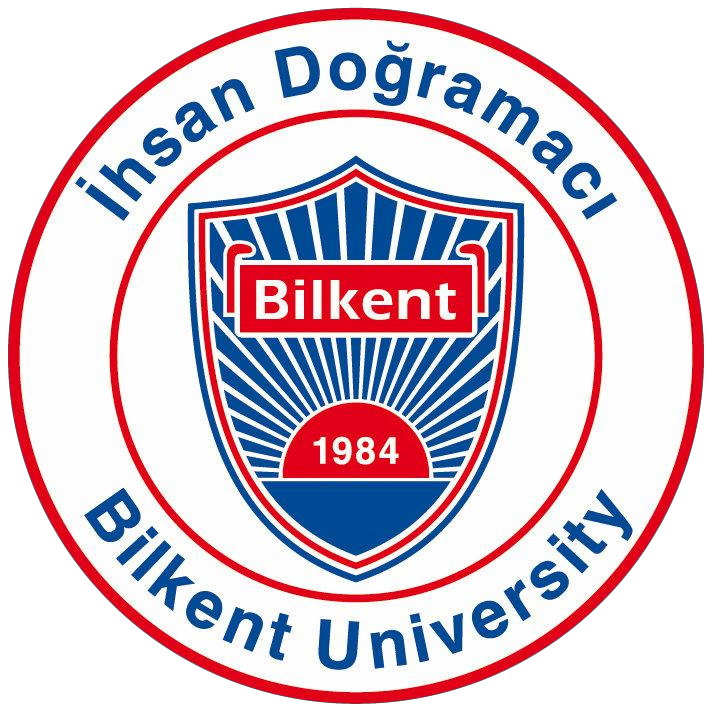 İhsan Doğramacı
Bilkent
1984
Bilkent University